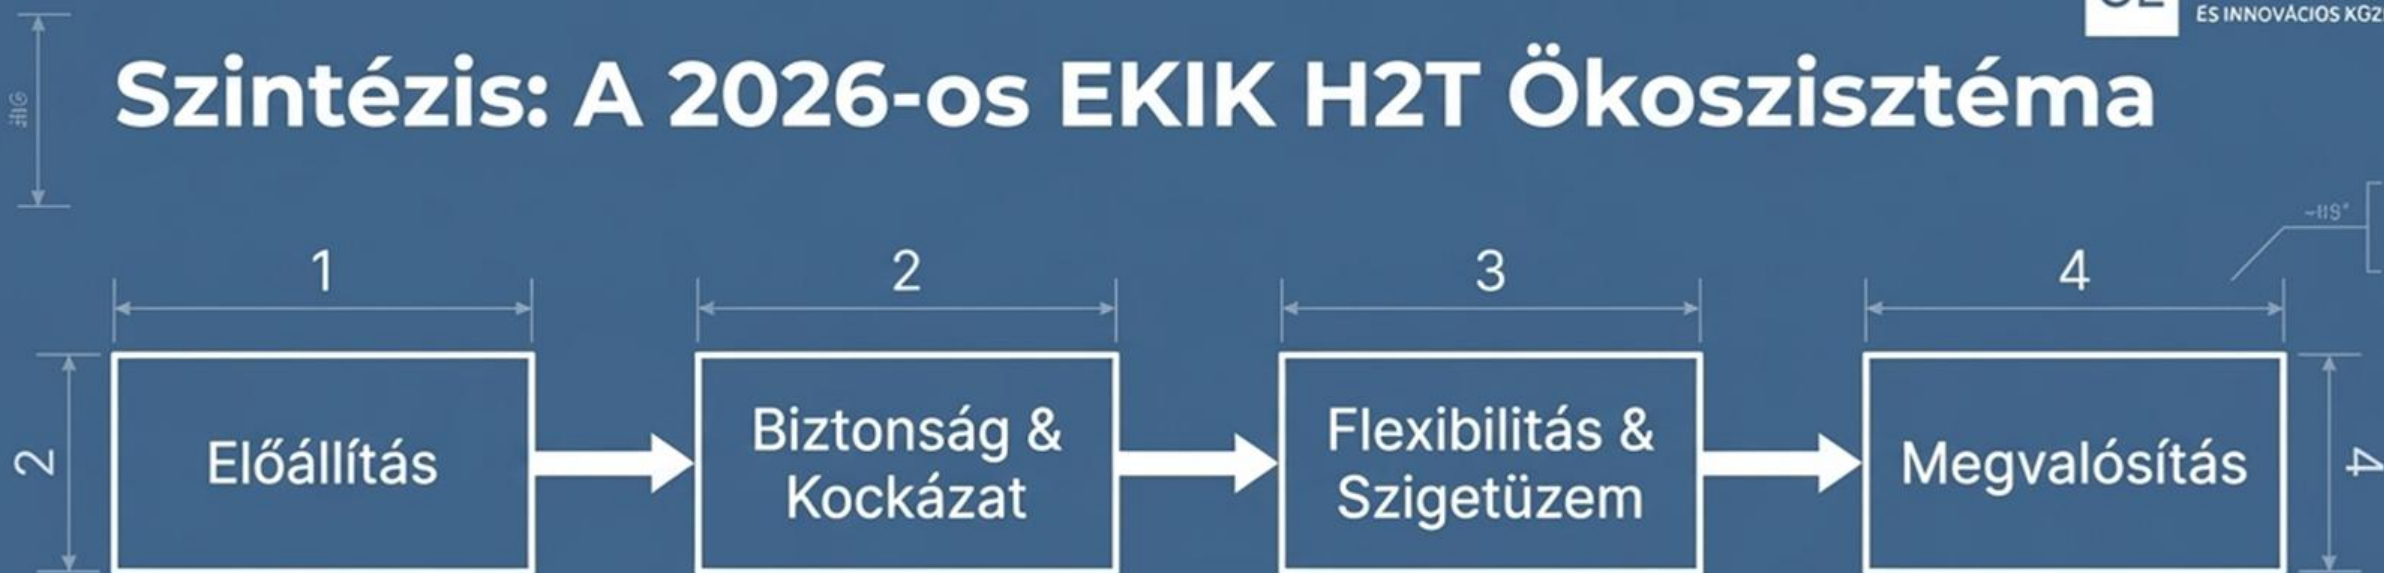 ÉS INNOVÁCIÓS
Szintézis: A 2026-os EKIK H2T Ökoszisztéma
1
2
3
4
2
Előállítás
Biztonság &
Kockázat
Flexibilitás &
Szigetüzem
Megvalósítás
4